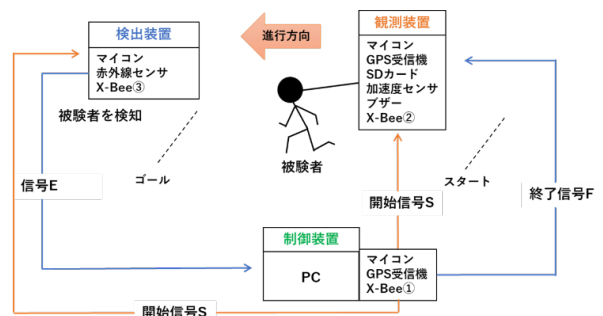 検出装置
マイコン
赤外線センサ
X-Bee③
進行方向
観測装置
マイコン
GPS受信機
SDカード
加速度センサ
ブザー
X-Bee②
被験者を検知
被験者
ゴール
スタート
信号E
開始信号S
終了信号F
制御装置
PC
マイコン
GPS受信機
X-Bee①
開始信号S